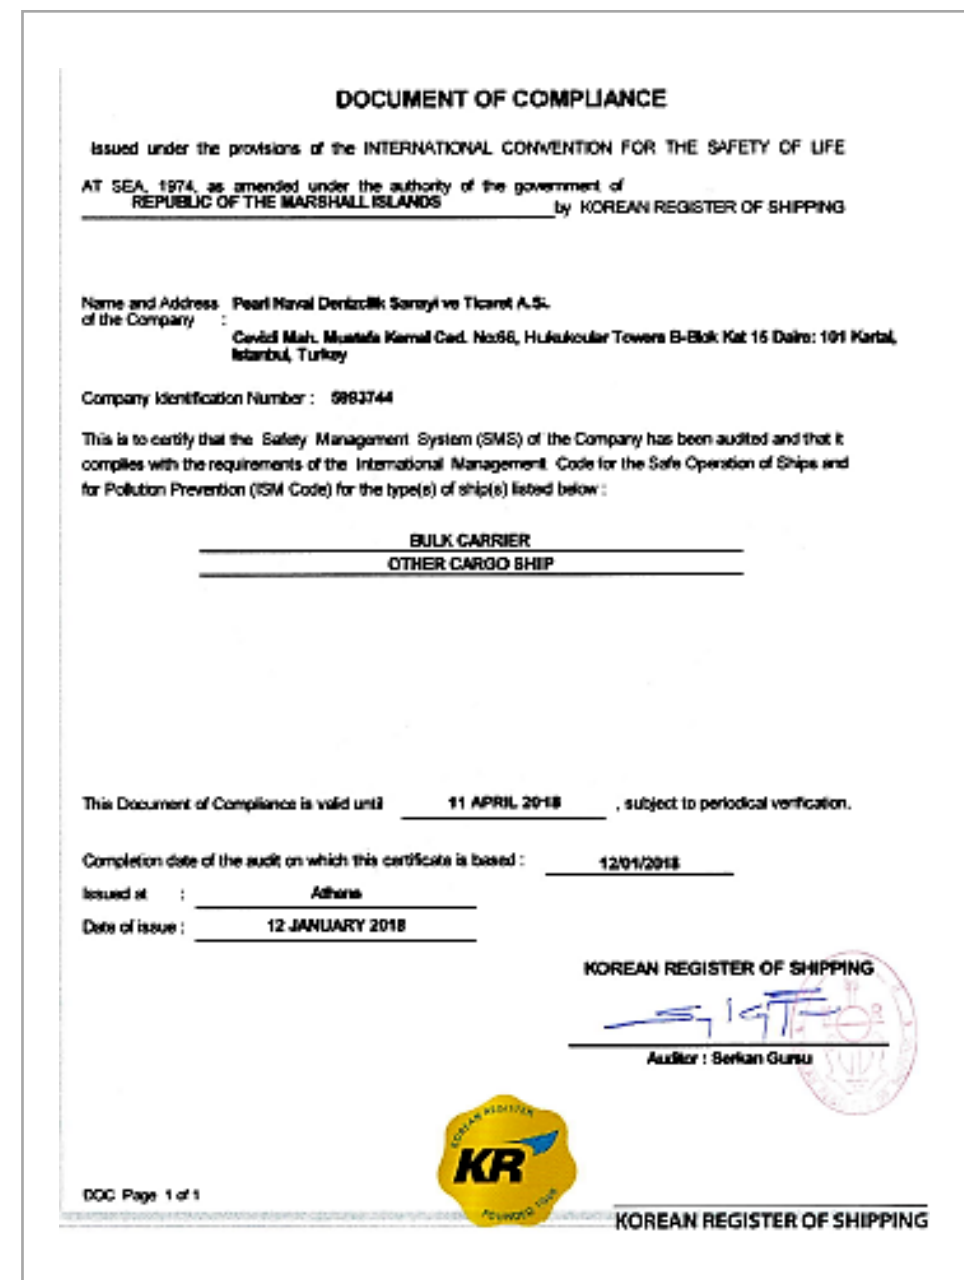 DOCUMENT OF COMPLIANCE
Issued under the provisions of the INTERNATIONAL CONVENTION FOR THE SAFETY OF LIFE
AT SEA, 1974, as amended under the authority of the government of
REPUBLIC OF THE MARSHALL ISLANDS by KOREAN REGISTER OF SHIPPING
Name and Address Pearl Naval Denizcilik Sanayi ve Ticaret A.S.
of the Company :
Cevizli Mah. Mustafa Kemal Cad. No:66, Hukukcular Towers B-Blok Kat 15 Daire: 101 Kartal,
Istanbul, Turkey
Company Identification Number : 5993744
This is to certify that the Safety Management System (SMS) of the Company has been audited and that it
complies with the requirements of the International Management Code for the Safe Operation of Ships and
for Pollution Prevention (ISM Code) for the type(s) of ship(s) listed below :
BULK CARRIER
OTHER CARGO SHIP
This Document of Compliance is valid until 11 APRIL 2018 , subject to periodical verification.
Completion date of the audit on which this certificate is based : 12/01/2018
Issued at : Athens
Date of issue : 12 JANUARY 2018
KOREAN REGISTER OF SHIPPING
Auditor : Serkan Gursu
KOREAN REGISTER
KR
FOUNDED 1960
DOC Page 1 of 1
KOREAN REGISTER OF SHIPPING